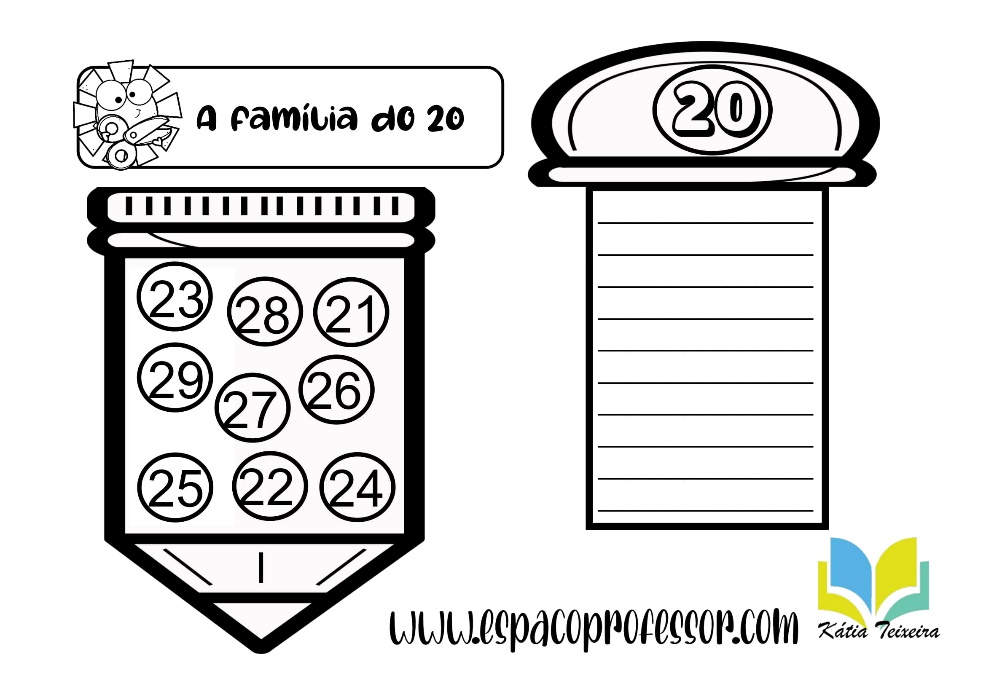 A família do 20
20
23 28 21
29 27 26
25 22 24
www.espacoprofessor.com
Kátia Teixeira